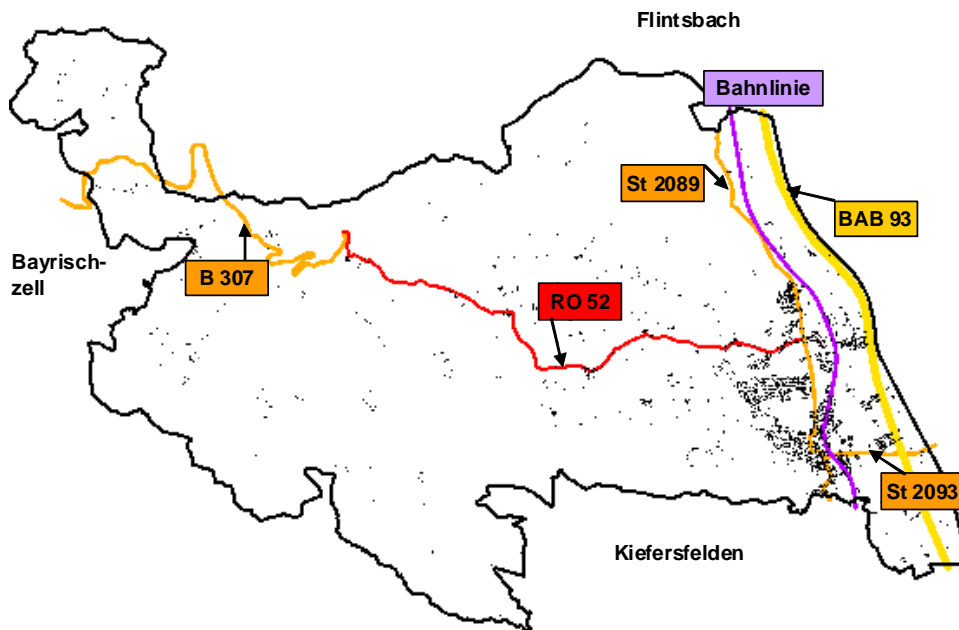 Flintsbach
Bahnlinie
St 2089
BAB 93
Bayrisch-
zell
B 307
RO 52
St 2093
Kiefersfelden